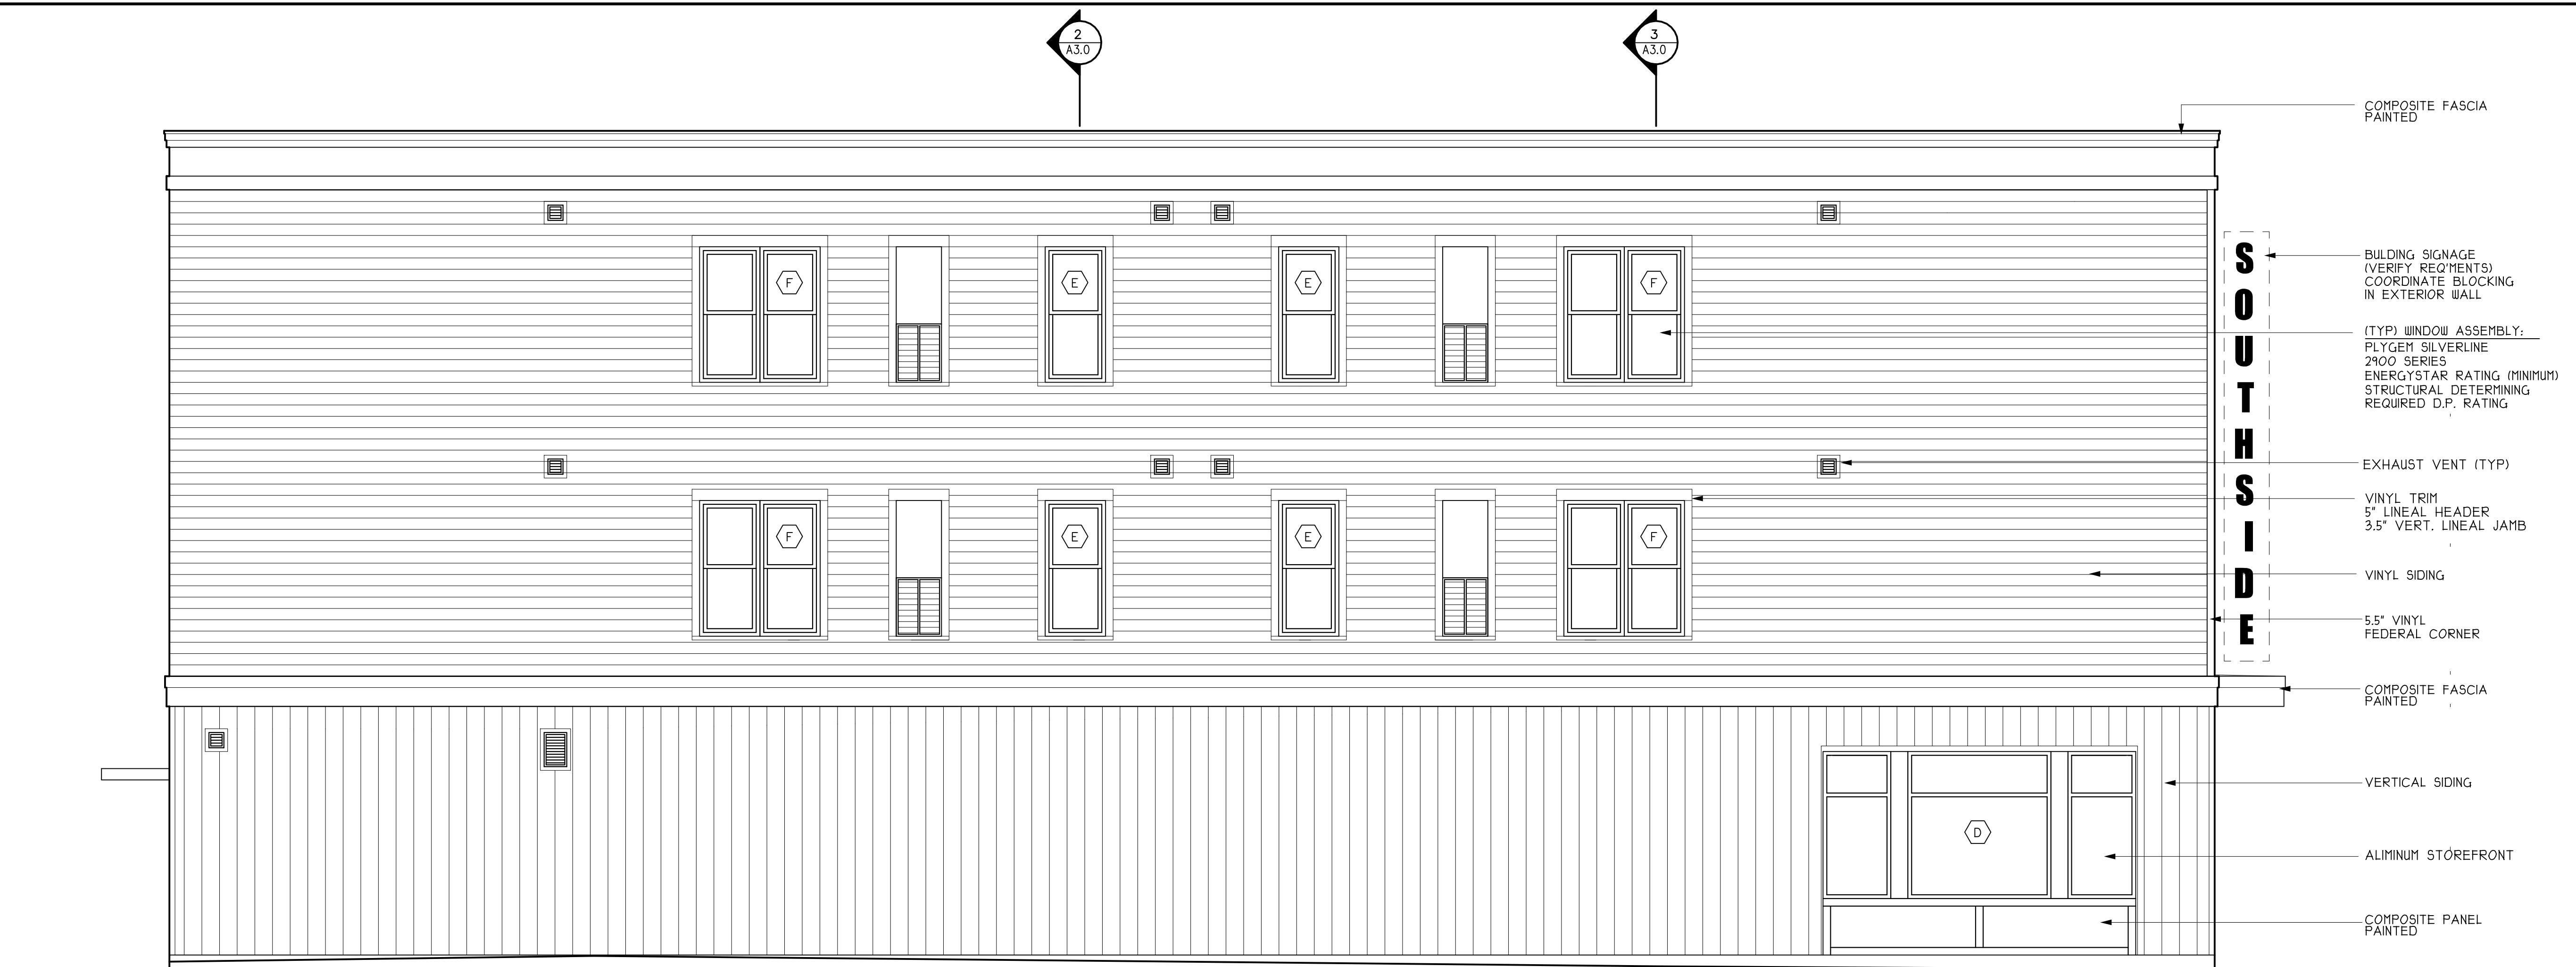 2
A3.0
3
A3.0
COMPOSITE FASCIA
PAINTED
BULDING SIGNAGE
(VERIFY REQ'MENTS)
COORDINATE BLOCKING
IN EXTERIOR WALL
(TYP) WINDOW ASSEMBLY:
PLYGEM SILVERLINE
2900 SERIES
ENERGYSTAR RATING (MINIMUM)
STRUCTURAL DETERMINING
REQUIRED D.P. RATING
EXHAUST VENT (TYP)
VINYL TRIM
5" LINEAL HEADER
3.5" VERT. LINEAL JAMB
VINYL SIDING
5.5" VINYL
FEDERAL CORNER
COMPOSITE FASCIA
PAINTED
VERTICAL SIDING
ALIMINUM STOREFRONT
COMPOSITE PANEL
PAINTED
SOUTHSIDE
F
E
E
F
F
E
E
F
D